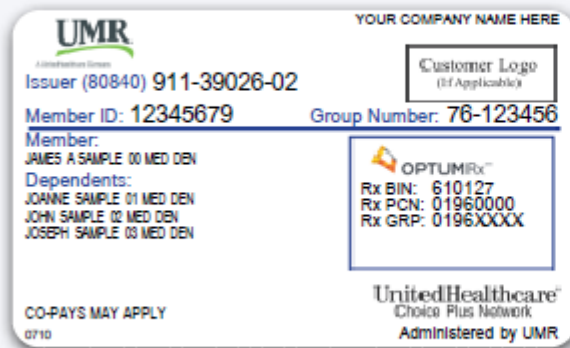 YOUR COMPANY NAME HERE
UMR
A UnitedHealthcare Company
Customer Logo
(If Applicable)
Issuer (80840) 911-39026-02
Member ID: 12345679 Group Number: 76-123456
Member:
JAMES A SAMPLE 00 MED DEN
Dependents:
JOANNE SAMPLE 01 MED DEN
JOHN SAMPLE 02 MED DEN
JOSEPH SAMPLE 03 MED DEN
OPTUMRx™
Rx BIN: 610127
Rx PCN: 01960000
Rx GRP: 0196XXXX
UnitedHealthcare®
Choice Plus Network
CO-PAYS MAY APPLY
0710 Administered by UMR